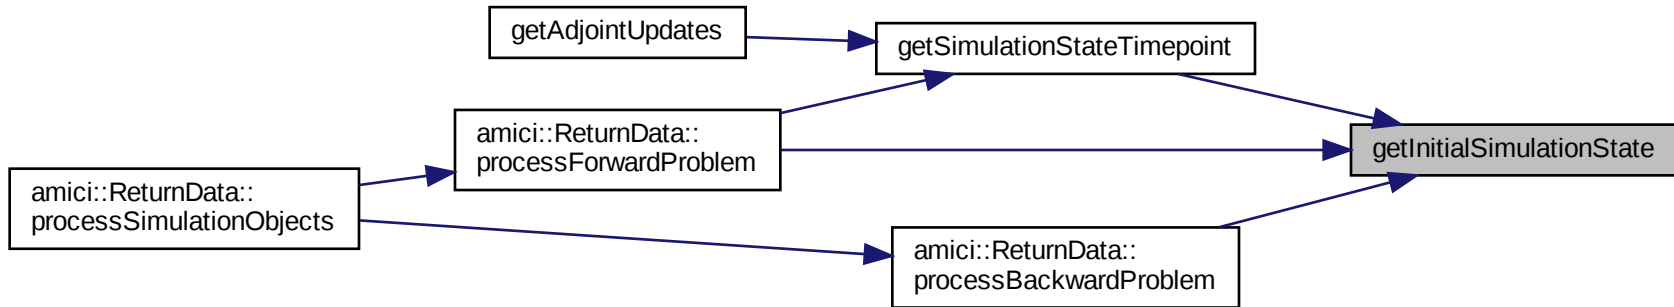 getAdjointUpdates
getSimulationStateTimepoint
amici::ReturnData::
processForwardProblem
getInitialSimulationState
amici::ReturnData::
processSimulationObjects
amici::ReturnData::
processBackwardProblem